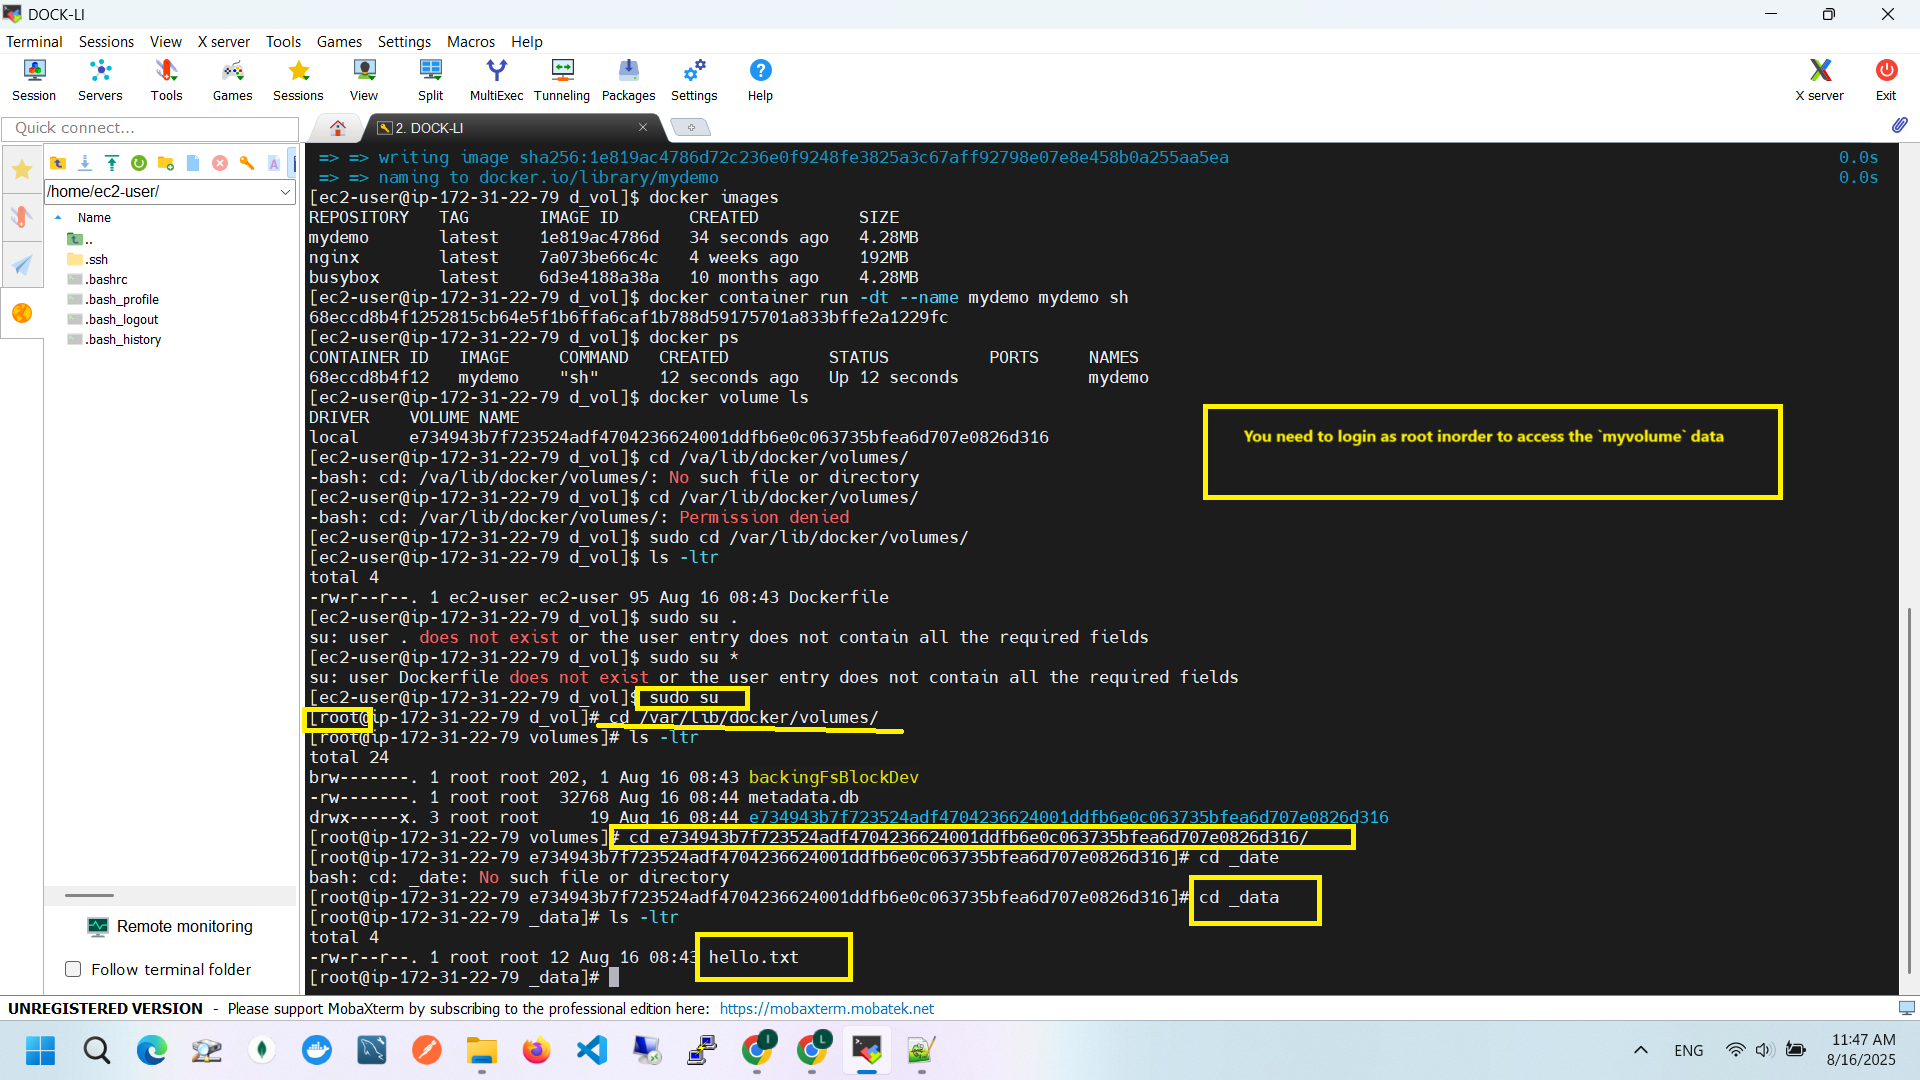 DOCK-LI
Terminal Sessions View X server Tools Games Settings Macros Help
Session Servers Tools Games Sessions View Split MultiExec Tunneling Packages Settings Help X server Exit
Quick connect...
2. DOCK-LI
/home/ec2-user/
Name
..
.ssh
.bashrc
.bash_profile
.bash_logout
.bash_history
=> => writing image sha256:1e819ac4786d72c236e0f9248fe3825a3c67aff92798e07e8e458b0a255aa5ea 0.0s
=> => naming to docker.io/library/mydemo 0.0s
[ec2-user@ip-172-31-22-79 d_vol]$ docker images
REPOSITORY TAG IMAGE ID CREATED SIZE
mydemo latest 1e819ac4786d 34 seconds ago 4.28MB
nginx latest 7a073be66c4c 4 weeks ago 192MB
busybox latest 6d3e4188a38a 10 months ago 4.28MB
[ec2-user@ip-172-31-22-79 d_vol]$ docker container run -dt --name mydemo mydemo sh
68eccd8b4f1252815cb64e5f1b6ffa6caf1b788d59175701a833bffe2a1229fc
[ec2-user@ip-172-31-22-79 d_vol]$ docker ps
CONTAINER ID IMAGE COMMAND CREATED STATUS PORTS NAMES
68eccd8b4f12 mydemo "sh" 12 seconds ago Up 12 seconds mydemo
[ec2-user@ip-172-31-22-79 d_vol]$ docker volume ls
DRIVER VOLUME NAME
local e734943b7f723524adf4704236624001ddfb6e0c063735bfea6d707e0826d316
You need to login as root inorder to access the `myvolume` data
[ec2-user@ip-172-31-22-79 d_vol]$ cd /va/lib/docker/volumes/
-bash: cd: /va/lib/docker/volumes/: No such file or directory
[ec2-user@ip-172-31-22-79 d_vol]$ cd /var/lib/docker/volumes/
-bash: cd: /var/lib/docker/volumes/: Permission denied
[ec2-user@ip-172-31-22-79 d_vol]$ sudo cd /var/lib/docker/volumes/
[ec2-user@ip-172-31-22-79 d_vol]$ ls -ltr
total 4
-rw-r--r--. 1 ec2-user ec2-user 95 Aug 16 08:43 Dockerfile
[ec2-user@ip-172-31-22-79 d_vol]$ sudo su .
su: user . does not exist or the user entry does not contain all the required fields
[ec2-user@ip-172-31-22-79 d_vol]$ sudo su *
su: user Dockerfile does not exist or the user entry does not contain all the required fields
[ec2-user@ip-172-31-22-79 d_vol]$ sudo su
[root@ip-172-31-22-79 d_vol]# cd /var/lib/docker/volumes/
[root@ip-172-31-22-79 volumes]# ls -ltr
total 24
brw-------. 1 root root 202, 1 Aug 16 08:43 backingFsBlockDev
-rw-------. 1 root root 32768 Aug 16 08:44 metadata.db
drwx-----x. 3 root root 19 Aug 16 08:44 e734943b7f723524adf4704236624001ddfb6e0c063735bfea6d707e0826d316
[root@ip-172-31-22-79 volumes]# cd e734943b7f723524adf4704236624001ddfb6e0c063735bfea6d707e0826d316/
[root@ip-172-31-22-79 e734943b7f723524adf4704236624001ddfb6e0c063735bfea6d707e0826d316]# cd _date
bash: cd: _date: No such file or directory
[root@ip-172-31-22-79 e734943b7f723524adf4704236624001ddfb6e0c063735bfea6d707e0826d316]# cd _data
[root@ip-172-31-22-79 _data]# ls -ltr
total 4
-rw-r--r--. 1 root root 12 Aug 16 08:43 hello.txt
[root@ip-172-31-22-79 _data]#
Remote monitoring
Follow terminal folder
UNREGISTERED VERSION - Please support MobaXterm by subscribing to the professional edition here: https://mobaxterm.mobatek.net
ENG
11:47 AM
8/16/2025